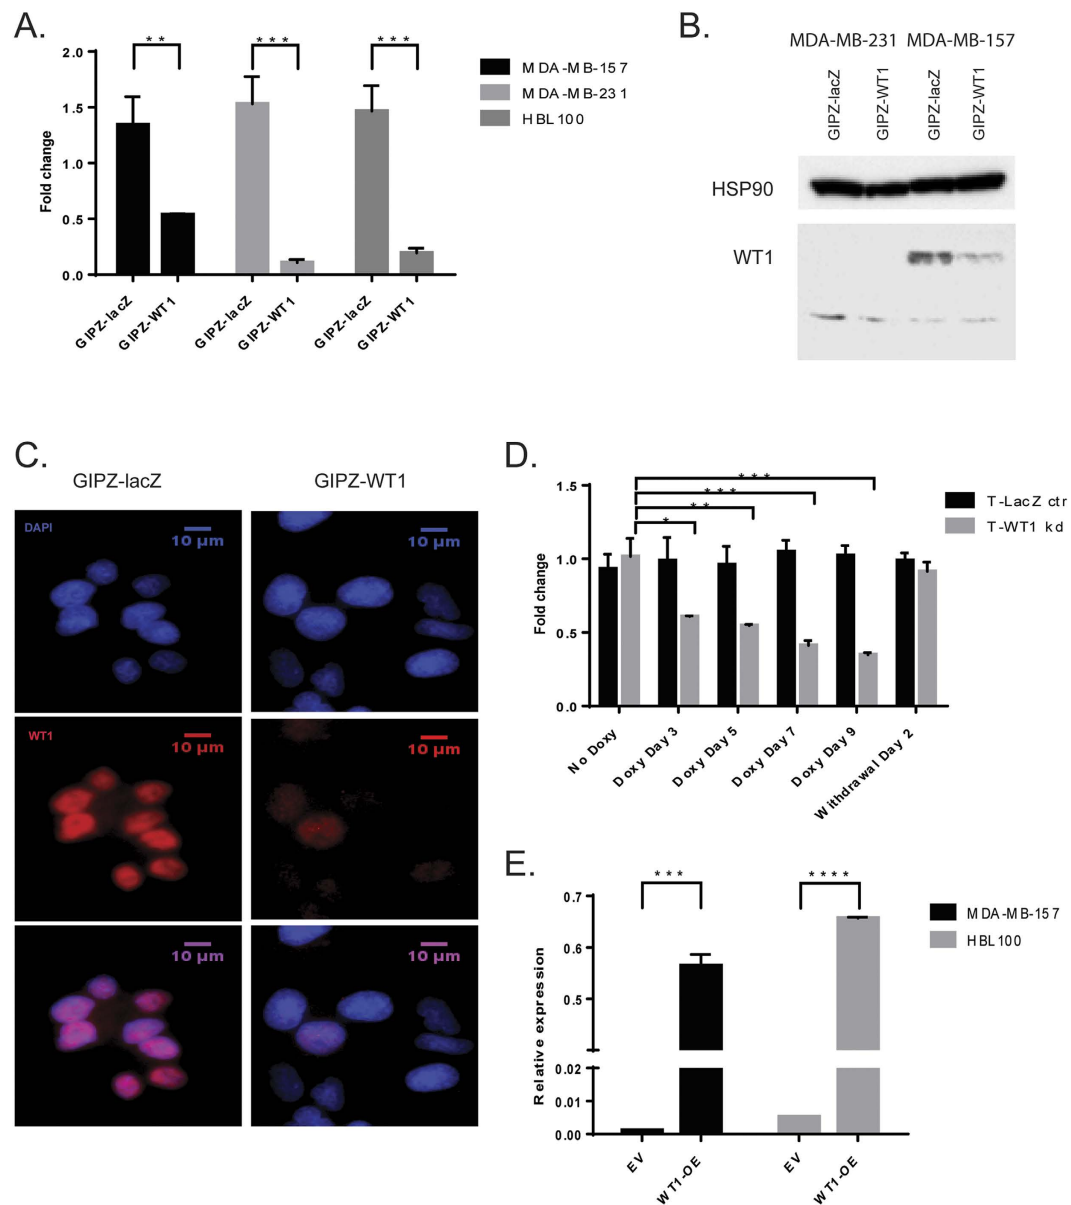 A.
2.0
1.5
1.0
0.5
0.0
Fold change
**
***
***
GIPZ-lacZ
GIPZ-WT1
GIPZ-lacZ
GIPZ-WT1
GIPZ-lacZ
GIPZ-WT1
MDA-MB-157
MDA-MB-231
HBL100
B.
MDA-MB-231 MDA-MB-157
GIPZ-lacZ
GIPZ-WT1
GIPZ-lacZ
GIPZ-WT1
HSP90
WT1
C.
GIPZ-lacZ GIPZ-WT1
DAPI
10 µm
10 µm
WT1
10 µm
10 µm
10 µm
10 µm
D.
***
***
**
*
1.5
1.0
0.5
0.0
Fold change
No Doxy
Doxy Day 3
Doxy Day 5
Doxy Day 7
Doxy Day 9
Withdrawal Day 2
T-LacZ ctr
T-WT1 kd
E.
***
****
0.7
0.6
0.5
0.02
0.01
0.00
Relative expression
EV
WT1-OE
EV
WT1-OE
MDA-MB-157
HBL100